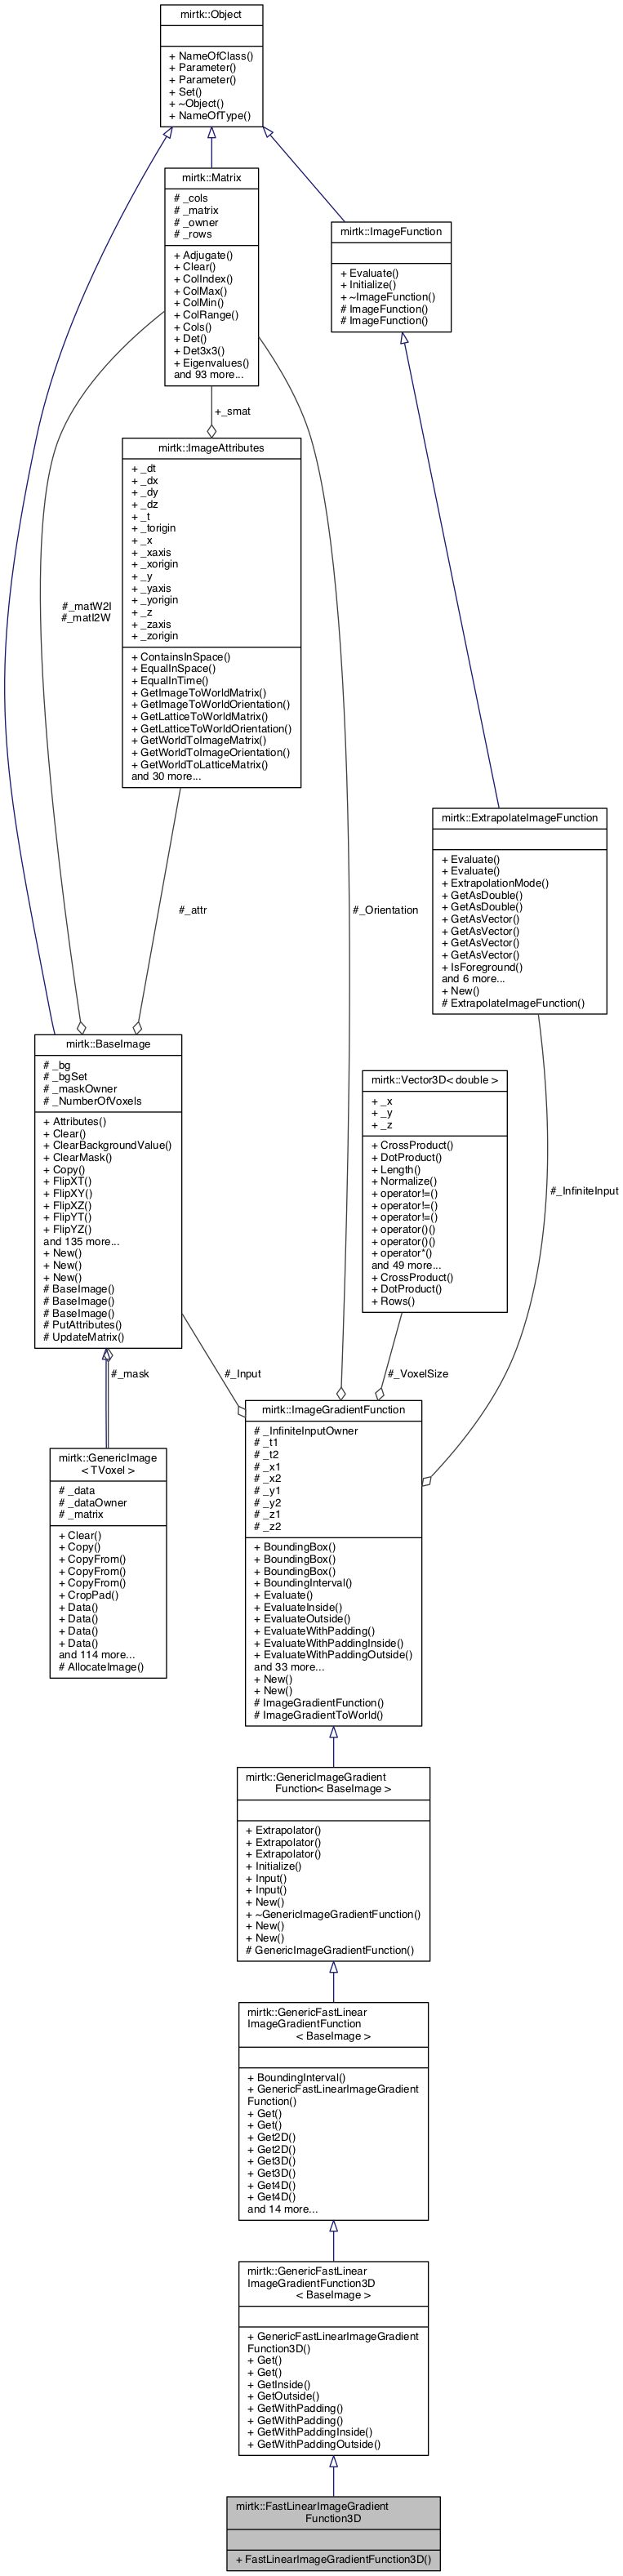 mirtk::Object
+ NameOfClass()
+ Parameter()
+ Parameter()
+ Set()
+ ~Object()
+ NameOfType()
mirtk::Matrix
# _cols
# _matrix
# _owner
# _rows
+ Adjugate()
+ Clear()
+ ColIndex()
+ ColMax()
+ ColMin()
+ ColRange()
+ Cols()
+ Det()
+ Det3x3()
+ Eigenvalues()
and 93 more...
mirtk::ImageFunction
+ Evaluate()
+ Initialize()
+ ~ImageFunction()
# ImageFunction()
# ImageFunction()
+_smat
mirtk::ImageAttributes
+ _dt
+ _dx
+ _dy
+ _dz
+ _t
+ _torigin
+ _x
+ _xaxis
+ _xorigin
+ _y
+ _yaxis
+ _yorigin
+ _z
+ _zaxis
+ _zorigin
+ ContainsInSpace()
+ EqualInSpace()
+ EqualInTime()
+ GetImageToWorldMatrix()
+ GetImageToWorldOrientation()
+ GetLatticeToWorldMatrix()
+ GetLatticeToWorldOrientation()
+ GetWorldToImageMatrix()
+ GetWorldToImageOrientation()
+ GetWorldToLatticeMatrix()
and 30 more...
#_matW2I
#_matI2W
#_attr
#_Orientation
mirtk::ExtrapolateImageFunction
+ Evaluate()
+ Evaluate()
+ ExtrapolationMode()
+ GetAsDouble()
+ GetAsDouble()
+ GetAsVector()
+ GetAsVector()
+ GetAsVector()
+ GetAsVector()
+ IsForeground()
and 6 more...
+ New()
# ExtrapolateImageFunction()
mirtk::BaseImage
# _bg
# _bgSet
# _maskOwner
# _NumberOfVoxels
+ Attributes()
+ Clear()
+ ClearBackgroundValue()
+ ClearMask()
+ Copy()
+ FlipXT()
+ FlipXY()
+ FlipXZ()
+ FlipYT()
+ FlipYZ()
and 135 more...
+ New()
+ New()
+ New()
# BaseImage()
# BaseImage()
# BaseImage()
# PutAttributes()
# UpdateMatrix()
mirtk::Vector3D< double >
+ _x
+ _y
+ _z
+ CrossProduct()
+ DotProduct()
+ Length()
+ Normalize()
+ operator!=()
+ operator!=()
+ operator!=()
+ operator()()
+ operator()()
+ operator*()
and 49 more...
+ CrossProduct()
+ DotProduct()
+ Rows()
#_InfiniteInput
#_mask
#_Input
#_VoxelSize
mirtk::GenericImage
< TVoxel >
# _data
# _dataOwner
# _matrix
+ Clear()
+ Copy()
+ CopyFrom()
+ CopyFrom()
+ CopyFrom()
+ CropPad()
+ Data()
+ Data()
+ Data()
+ Data()
and 114 more...
# AllocateImage()
mirtk::ImageGradientFunction
# _InfiniteInputOwner
# _t1
# _t2
# _x1
# _x2
# _y1
# _y2
# _z1
# _z2
+ BoundingBox()
+ BoundingBox()
+ BoundingBox()
+ BoundingInterval()
+ Evaluate()
+ EvaluateInside()
+ EvaluateOutside()
+ EvaluateWithPadding()
+ EvaluateWithPaddingInside()
+ EvaluateWithPaddingOutside()
and 33 more...
+ New()
+ New()
# ImageGradientFunction()
# ImageGradientToWorld()
mirtk::GenericImageGradient
Function< BaseImage >
+ Extrapolator()
+ Extrapolator()
+ Extrapolator()
+ Initialize()
+ Input()
+ Input()
+ New()
+ ~GenericImageGradientFunction()
+ New()
+ New()
# GenericImageGradientFunction()
mirtk::GenericFastLinear
ImageGradientFunction
< BaseImage >
+ BoundingInterval()
+ GenericFastLinearImageGradient
Function()
+ Get()
+ Get()
+ Get2D()
+ Get2D()
+ Get3D()
+ Get3D()
+ Get4D()
+ Get4D()
and 14 more...
mirtk::GenericFastLinear
ImageGradientFunction3D
< BaseImage >
+ GenericFastLinearImageGradient
Function3D()
+ Get()
+ Get()
+ GetInside()
+ GetOutside()
+ GetWithPadding()
+ GetWithPadding()
+ GetWithPaddingInside()
+ GetWithPaddingOutside()
mirtk::FastLinearImageGradient
Function3D
+ FastLinearImageGradientFunction3D()